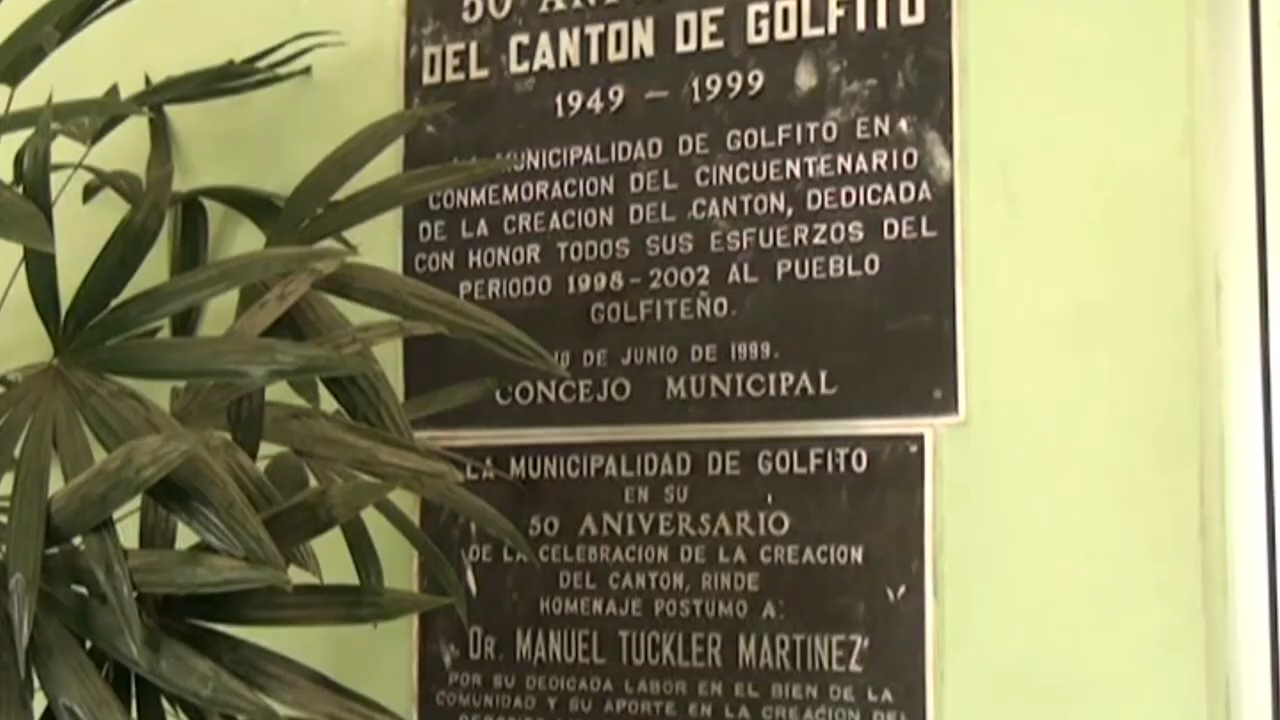 50
DEL CANTON DE GOLFITO
1949 - 1999
MUNICIPALIDAD DE GOLFITO EN
CONMEMORACION DEL CINCUENTENARIO
DE LA CREACION DEL CANTON, DEDICADA
CON HONOR TODOS SUS ESFUERZOS DEL
PERIODO 1998-2002 AL PUEBLO
GOLFITEÑO.
10 DE JUNIO DE 1999.
CONCEJO MUNICIPAL
LA MUNICIPALIDAD DE GOLFITO
EN SU
50 ANIVERSARIO
DE LA CELEBRACION DE LA CREACION
DEL CANTON, RINDE
HOMENAJE POSTUMO A:
DR. MANUEL TUCKLER MARTINEZ
POR SU DEDICADA LABOR EN EL BIEN DE LA
COMUNIDAD Y SU APORTE EN LA CREACION DEL